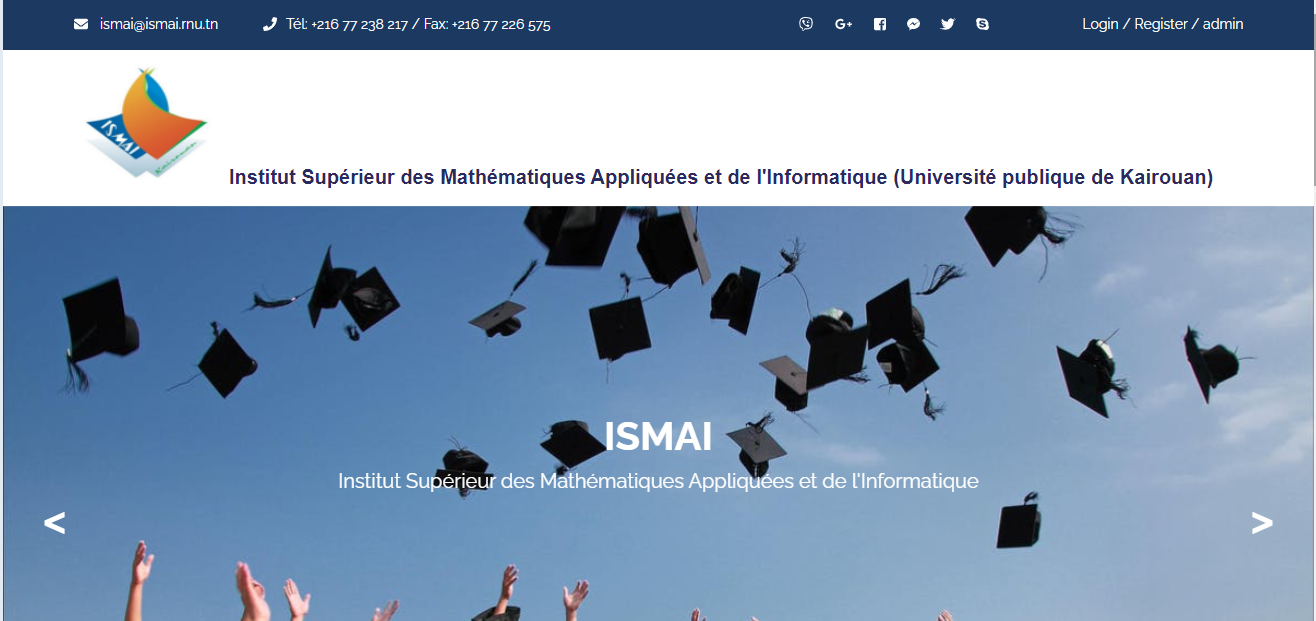 ismai@ismai.rnu.tn Tél: +216 77 238 217 / Fax: +216 77 226 575 Login / Register / admin
ISMAI
Kairouan
Institut Supérieur des Mathématiques Appliquées et de l'Informatique (Université publique de Kairouan)
ISMAI
Institut Supérieur des Mathématiques Appliquées et de l'Informatique
< >